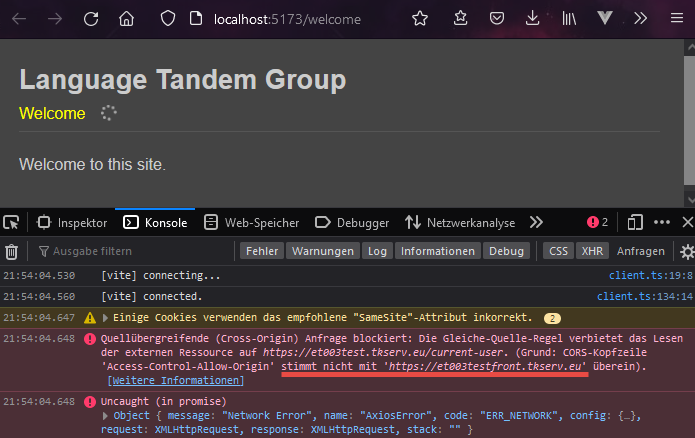 localhost:5173/welcome
Language Tandem Group
Welcome
Welcome to this site.
Inspektor Konsole Web-Speicher Debugger Netzwerkanalyse 2
Ausgabe filtern Fehler Warnungen Log Informationen Debug CSS XHR Anfragen
21:54:04.530 [vite] connecting... client.ts:19:8
21:54:04.560 [vite] connected. client.ts:134:14
21:54:04.647 Einige Cookies verwenden das empfohlene "SameSite"-Attribut inkorrekt. 2
21:54:04.648 Quellübergreifende (Cross-Origin) Anfrage blockiert: Die Gleiche-Quelle-Regel verbietet das Lesen
der externen Ressource auf https://et003test.tkserv.eu/current-user. (Grund: CORS-Kopfzeile
'Access-Control-Allow-Origin' stimmt nicht mit 'https://et003testfront.tkserv.eu' überein).
[Weitere Informationen]
21:54:04.648 Uncaught (in promise)
Object { message: "Network Error", name: "AxiosError", code: "ERR_NETWORK", config: {…},
request: XMLHttpRequest, response: XMLHttpRequest, stack: "" }